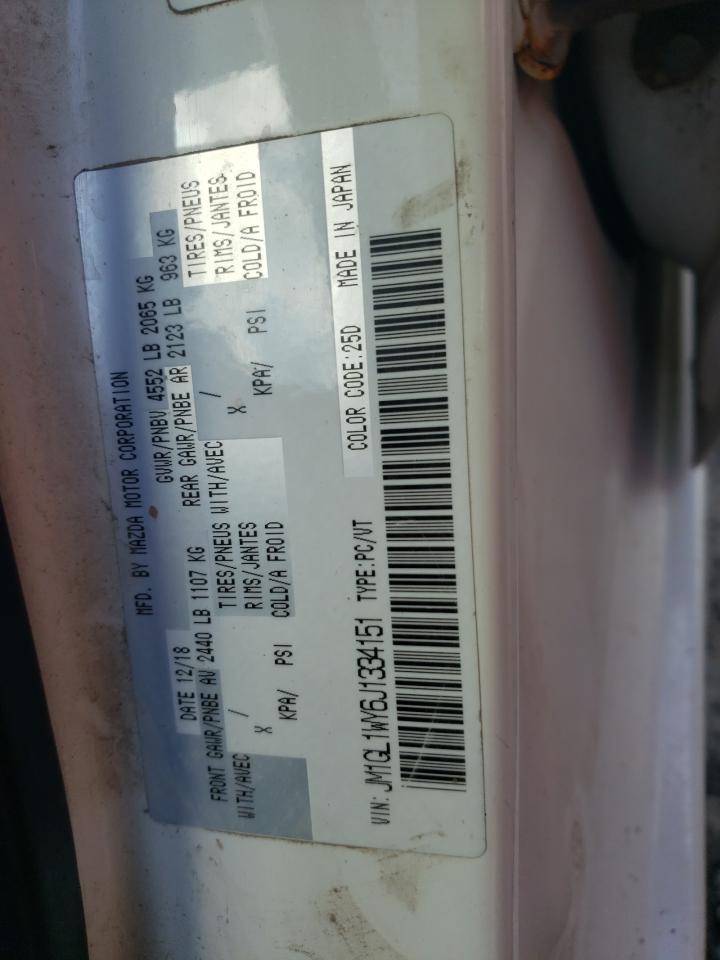 MFD. BY MAZDA MOTOR CORPORATION
DATE 12/18 GVWR/PNBV 4552 LB 2065 KG
FRONT GAWR/PNBE AV 2440 LB 1107 KG REAR GAWR/PNBE AR 2123 LB 963 KG
WITH/AVEC TIRES/PNEUS WITH/AVEC TIRES/PNEUS
X / RIMS/JANTES X / RIMS/JANTES
KPA/ PSI COLD/A FROID KPA/ PSI COLD/A FROID
COLOR CODE:25D MADE IN JAPAN
VIN: JM1GL1WY6J1334151 TYPE:PC/VT